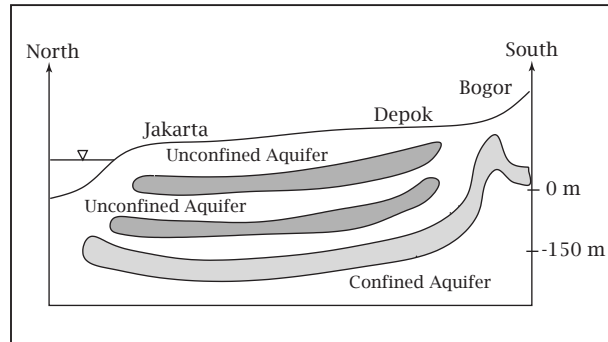 North
South
Bogor
Depok
Jakarta
Unconfined Aquifer
0 m
Unconfined Aquifer
-150 m
Confined Aquifer